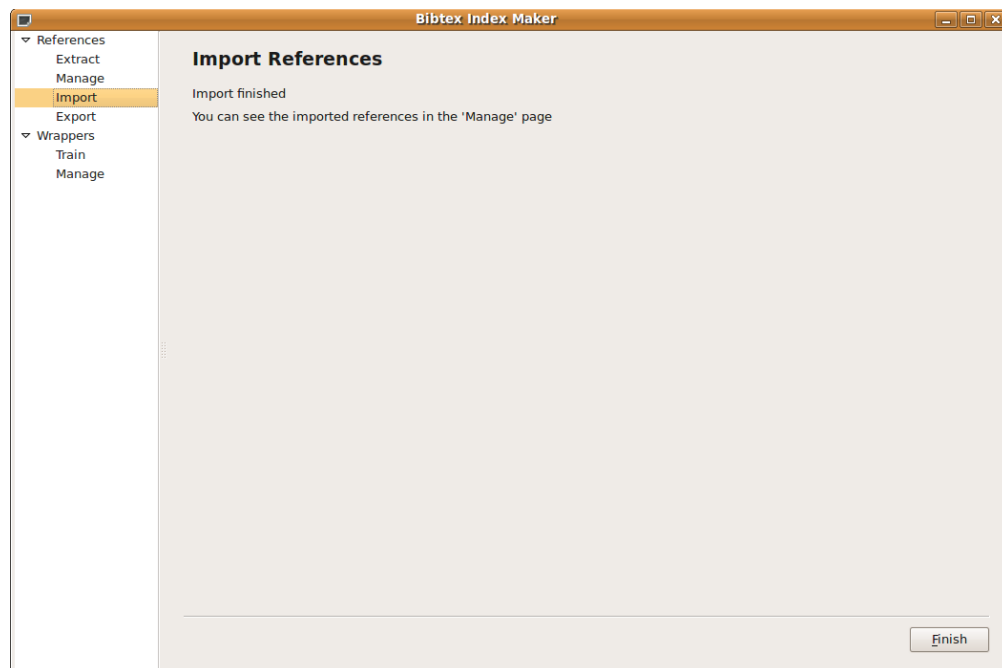 Bibtex Index Maker
References
Extract
Manage
Import
Export
Wrappers
Train
Manage
Import References
Import finished
You can see the imported references in the 'Manage' page
Finish